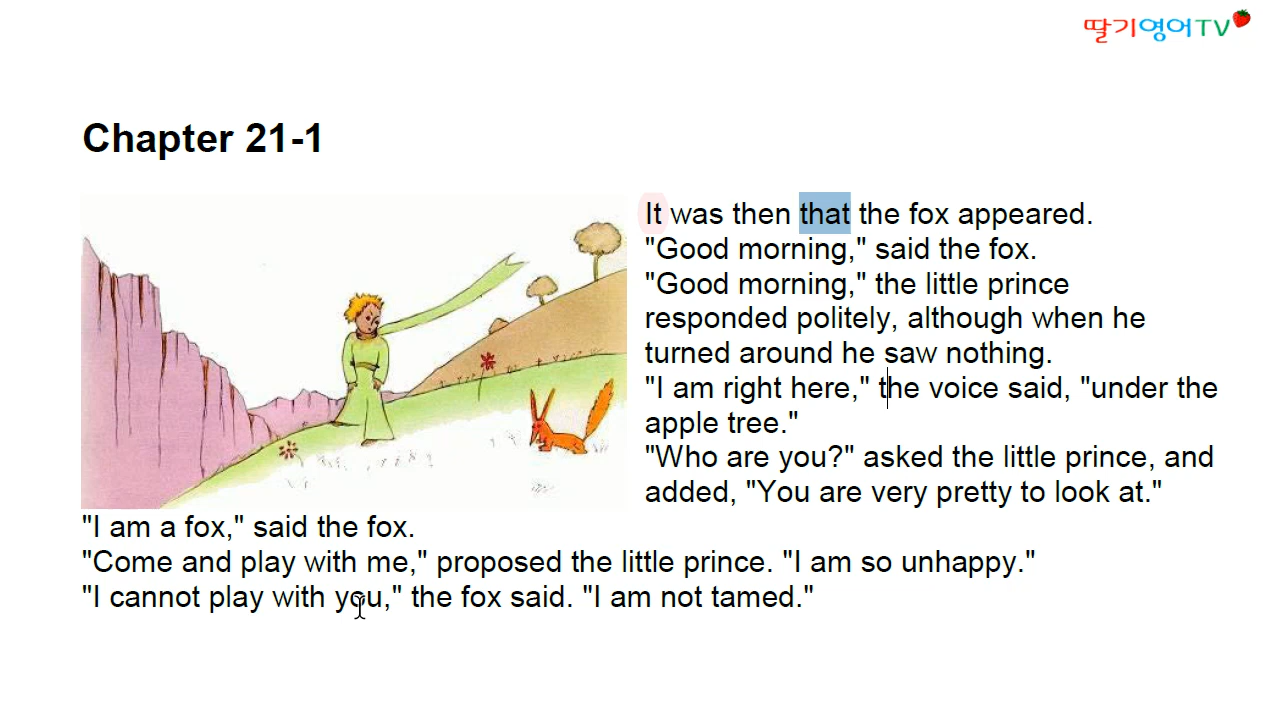 딸기영어TV
Chapter 21-1
It was then that the fox appeared.
"Good morning," said the fox.
"Good morning," the little prince
responded politely, although when he
turned around he saw nothing.
"I am right here," the voice said, "under the
apple tree."
"Who are you?" asked the little prince, and
added, "You are very pretty to look at."
"I am a fox," said the fox.
"Come and play with me," proposed the little prince. "I am so unhappy."
"I cannot play with you," the fox said. "I am not tamed."